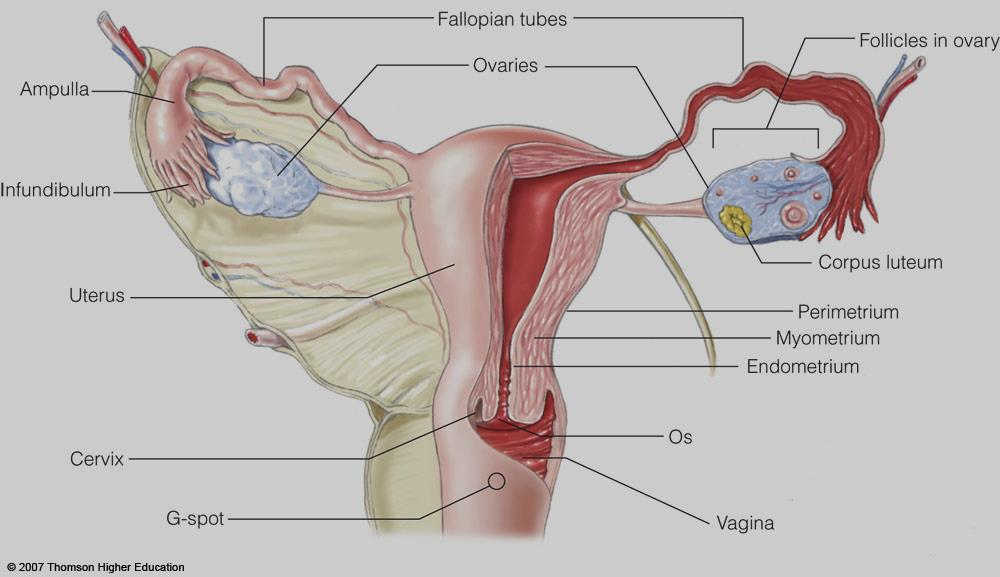 Fallopian tubes
Follicles in ovary
Ovaries
Ampulla
Infundibulum
Corpus luteum
Uterus
Perimetrium
Myometrium
Endometrium
Os
Cervix
G-spot
Vagina
© 2007 Thomson Higher Education